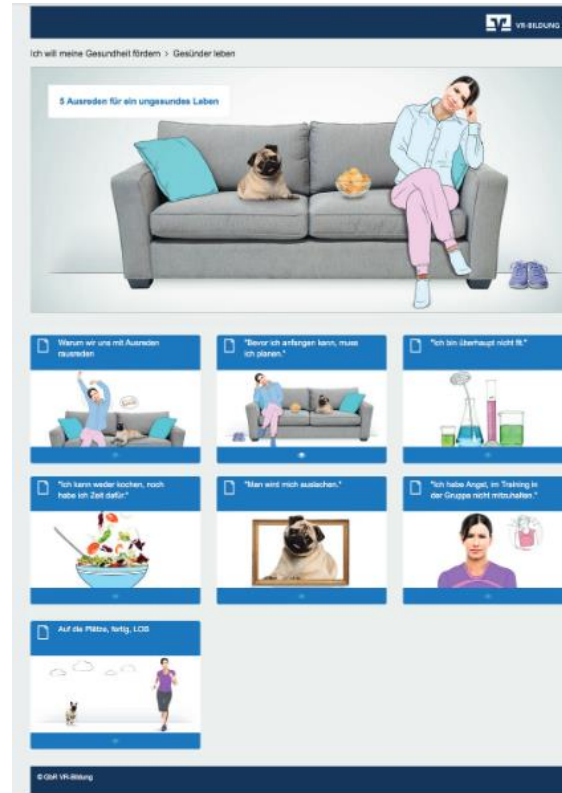 VR-BILDUNG
Ich will meine Gesundheit fördern > Gesünder leben
5 Ausreden für ein ungesundes Leben
Warum wir uns mit Ausreden
rausreden
"Bevor ich anfangen kann, muss
ich planen."
"Ich bin überhaupt nicht fit."
"Ich kann weder kochen, noch
habe ich Zeit dafür."
"Man wird mich auslachen."
"Ich habe Angst, im Training in
der Gruppe nicht mitzuhalten."
Auf die Plätze, fertig, LOS
© GbR VR-Bildung